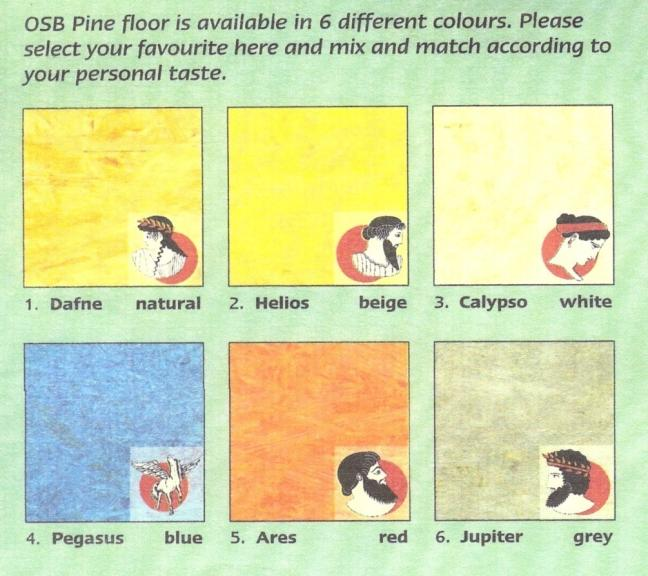 OSB Pine floor is available in 6 different colours. Please
select your favourite here and mix and match according to
your personal taste.
1. Dafne natural
2. Helios beige
3. Calypso white
4. Pegasus blue
5. Ares red
6. Jupiter grey